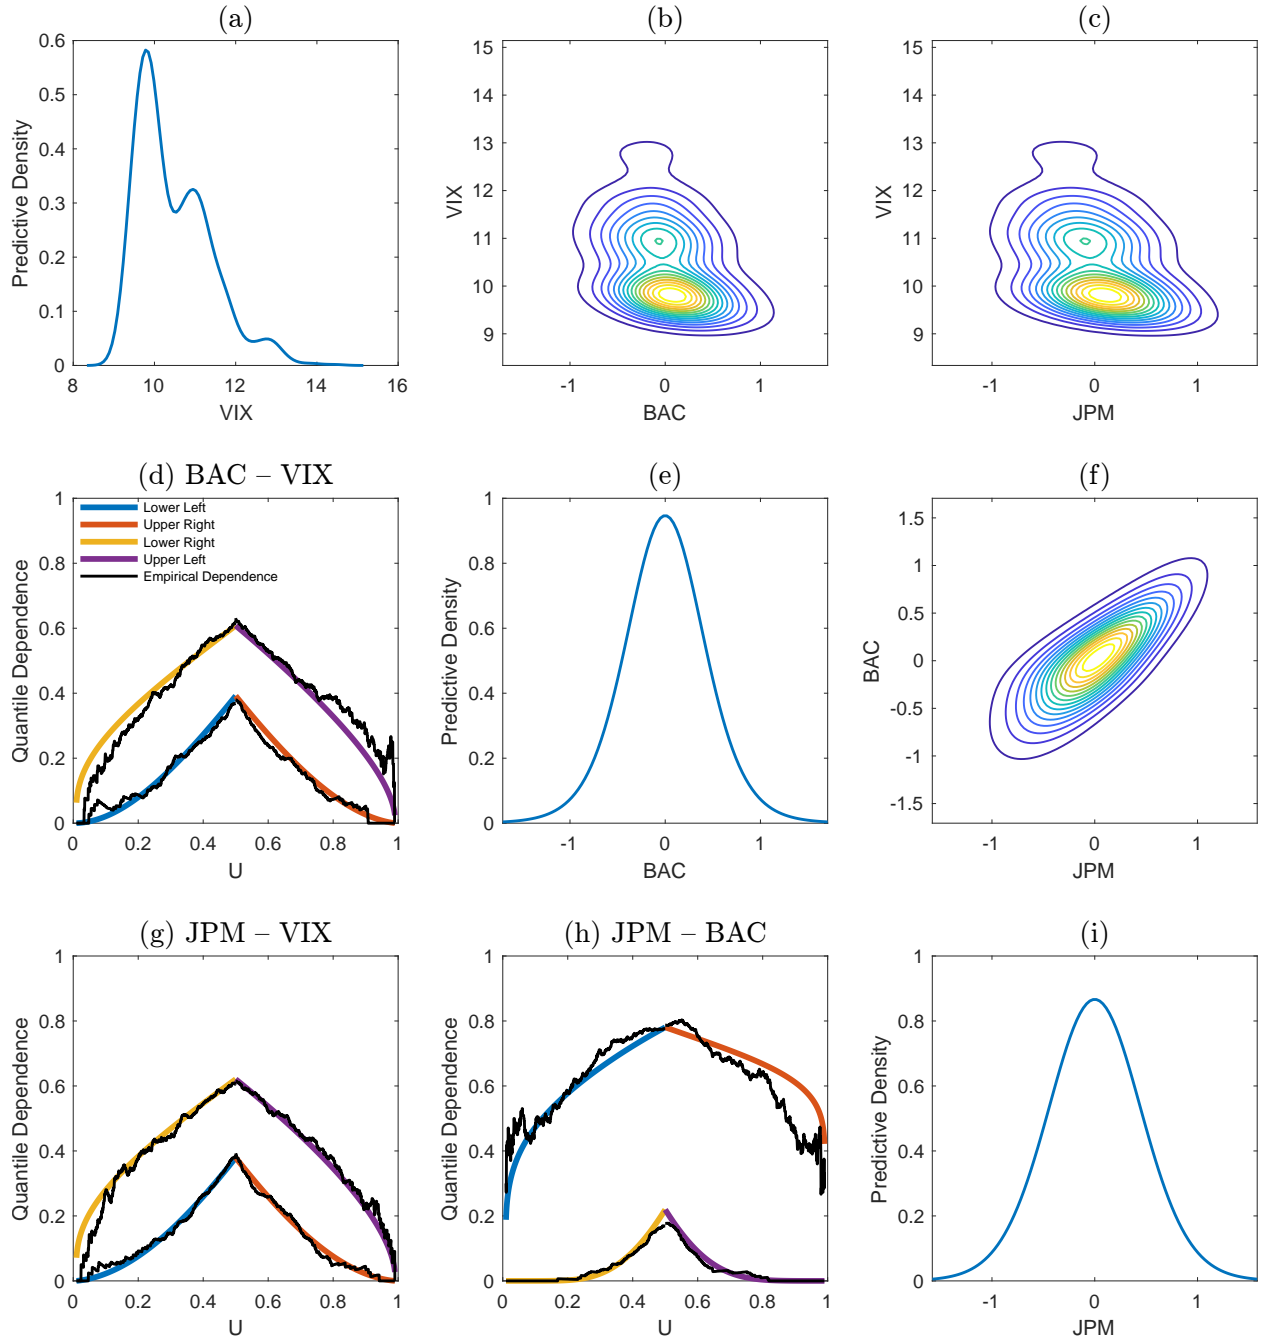 (a)
0.6
0.5
0.4
0.3
0.2
0.1
0
Predictive Density
8 10 12 14 16
VIX
(b)
15
14
13
12
11
10
9
VIX
-1 0 1
BAC
(c)
15
14
13
12
11
10
9
VIX
-1 0 1
JPM
(d) BAC – VIX
1
0.8
0.6
0.4
0.2
0
Quantile Dependence
Lower Left
Upper Right
Lower Right
Upper Left
Empirical Dependence
0 0.2 0.4 0.6 0.8 1
U
(e)
1
0.8
0.6
0.4
0.2
0
Predictive Density
-1 0 1
BAC
(f)
1.5
1
0.5
0
-0.5
-1
-1.5
BAC
-1 0 1
JPM
(g) JPM – VIX
1
0.8
0.6
0.4
0.2
0
Quantile Dependence
0 0.2 0.4 0.6 0.8 1
U
(h) JPM – BAC
1
0.8
0.6
0.4
0.2
0
Quantile Dependence
0 0.2 0.4 0.6 0.8 1
U
(i)
1
0.8
0.6
0.4
0.2
0
Predictive Density
-1 0 1
JPM